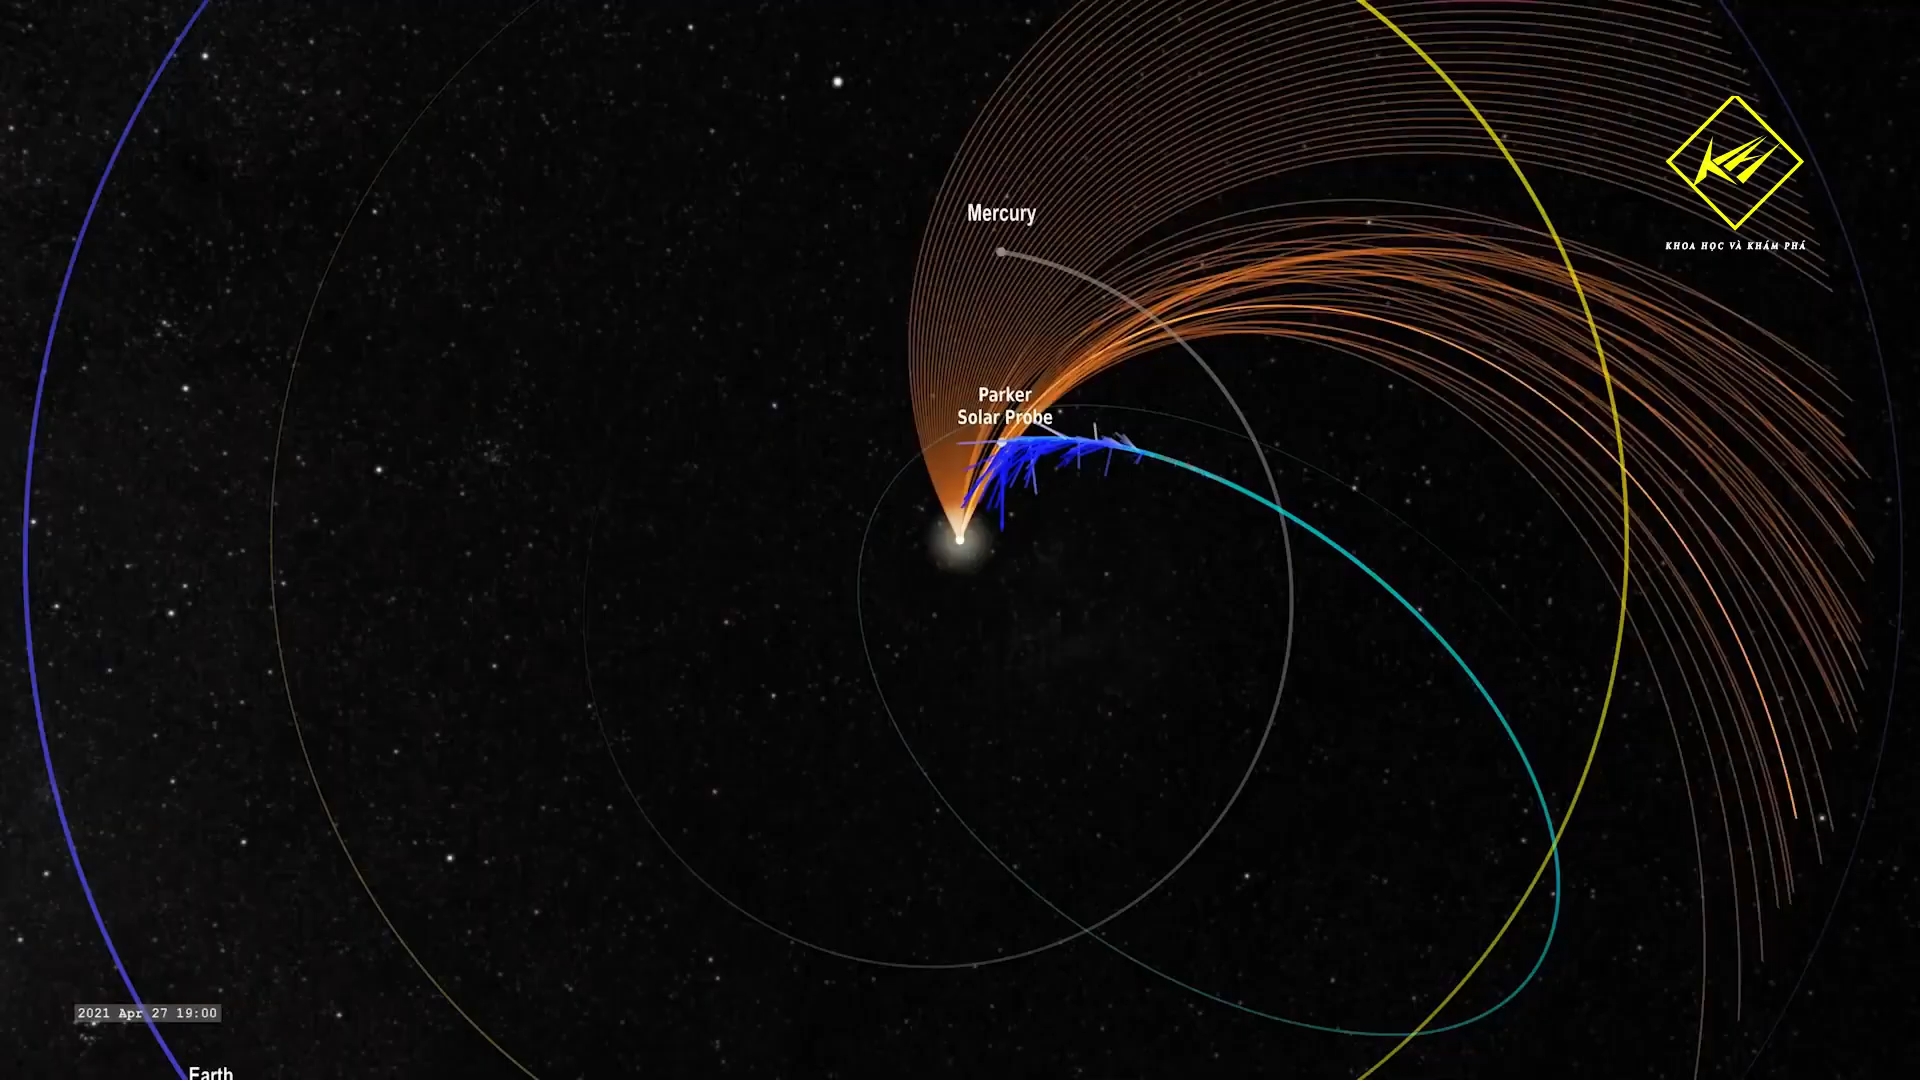 Mercury
KHOA HỌC VÀ KHÁM PHÁ
Parker
Solar Probe
2021 Apr 27 19:00
Earth